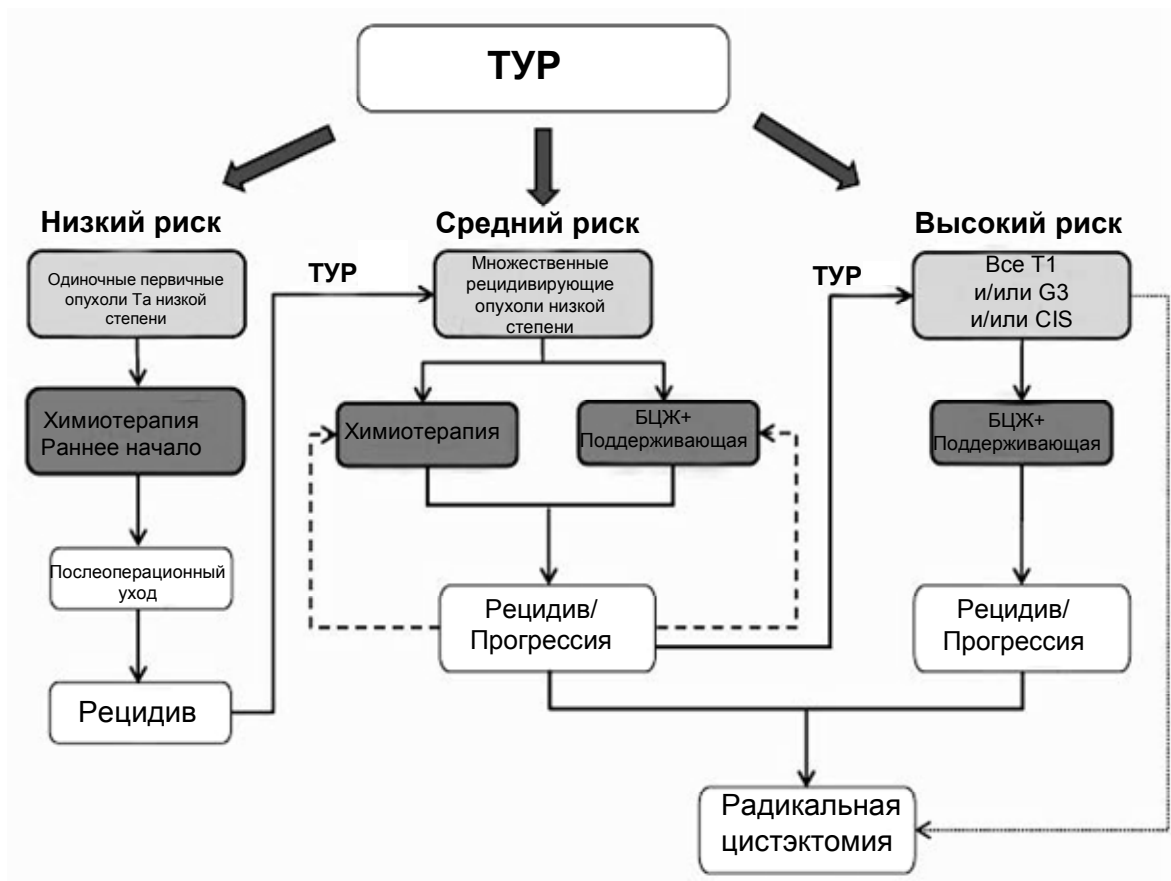 ТУР
Низкий риск
Одиночные первичные
опухоли Та низкой
степени
Химиотерапия
Раннее начало
Послеоперационный
уход
Рецидив
ТУР
Средний риск
Множественные
рецидивирующие
опухоли низкой
степени
Химиотерапия
БЦЖ+
Поддерживающая
Рецидив/
Прогрессия
ТУР
Высокий риск
Все Т1
и/или G3
и/или CIS
БЦЖ+
Поддерживающая
Рецидив/
Прогрессия
Радикальная
цистэктомия